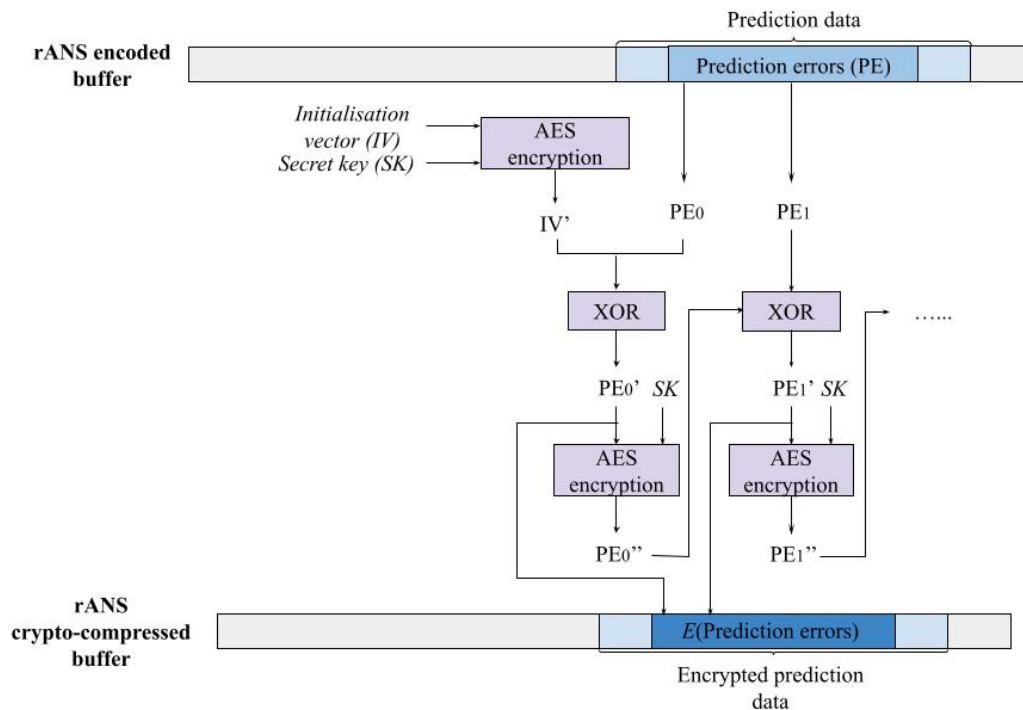 Prediction data
rANS encoded
buffer
Prediction errors (PE)
Initialisation
vector (IV)
Secret key (SK)
AES
encryption
IV’
PE0
PE1
XOR
XOR
…...
PE0’
SK
PE1’
SK
AES
encryption
AES
encryption
PE0’’
PE1’’
rANS
crypto-compressed
buffer
E(Prediction errors)
Encrypted prediction
data